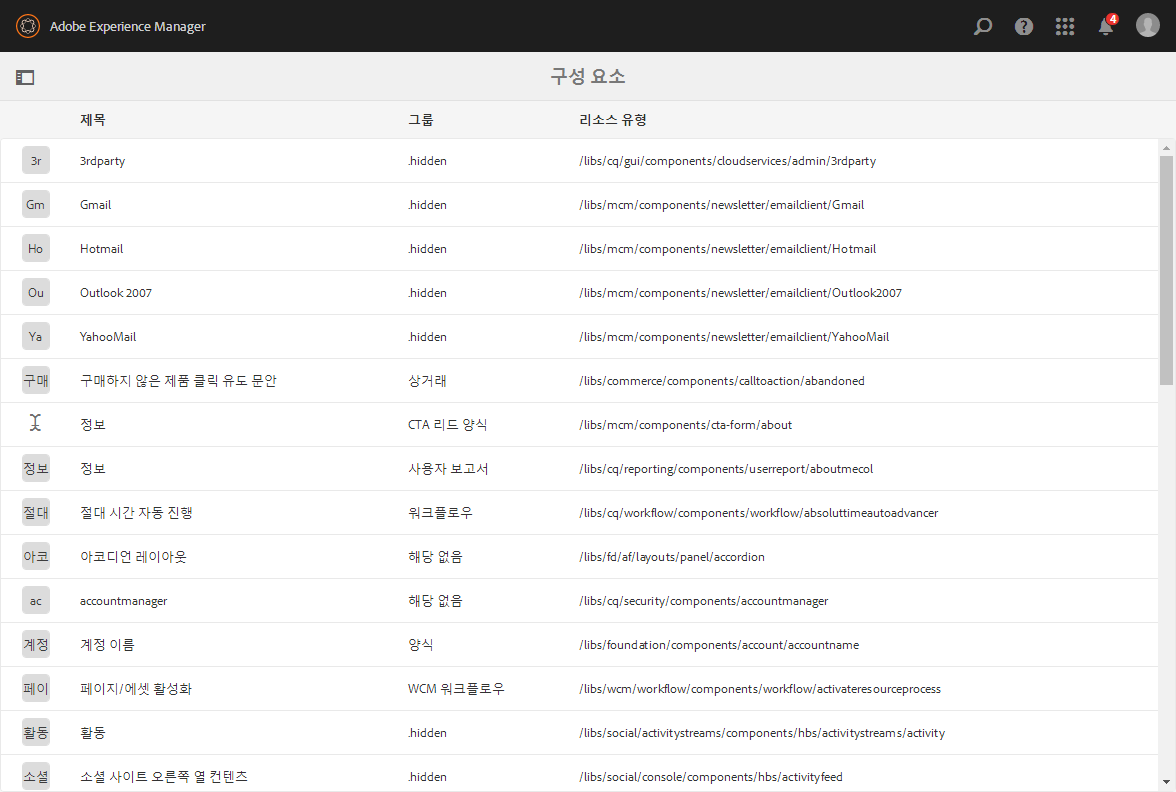 Adobe Experience Manager
4
구성 요소
제목 그룹 리소스 유형
3r 3rdparty .hidden /libs/cq/gui/components/cloudservices/admin/3rdparty
Gm Gmail .hidden /libs/mcm/components/newsletter/emailclient/Gmail
Ho Hotmail .hidden /libs/mcm/components/newsletter/emailclient/Hotmail
Ou Outlook 2007 .hidden /libs/mcm/components/newsletter/emailclient/Outlook2007
Ya YahooMail .hidden /libs/mcm/components/newsletter/emailclient/YahooMail
구매 구매하지 않은 제품 클릭 유도 문안 상거래 /libs/commerce/components/calltoaction/abandoned
정보 CTA 리드 양식 /libs/mcm/components/cta-form/about
정보 정보 사용자 보고서 /libs/cq/reporting/components/userreport/aboutmecol
절대 절대 시간 자동 진행 워크플로우 /libs/cq/workflow/components/workflow/absoluttimeautoadvancer
아코 아코디언 레이아웃 해당 없음 /libs/fd/af/layouts/panel/accordion
ac accountmanager 해당 없음 /libs/cq/security/components/accountmanager
계정 계정 이름 양식 /libs/foundation/components/account/accountname
페이 페이지/에셋 활성화 WCM 워크플로우 /libs/wcm/workflow/components/workflow/activateresourceprocess
활동 활동 .hidden /libs/social/activitystreams/components/hbs/activitystreams/activity
소셜 소셜 사이트 오른쪽 열 컨텐츠 .hidden /libs/social/console/components/hbs/activityfeed